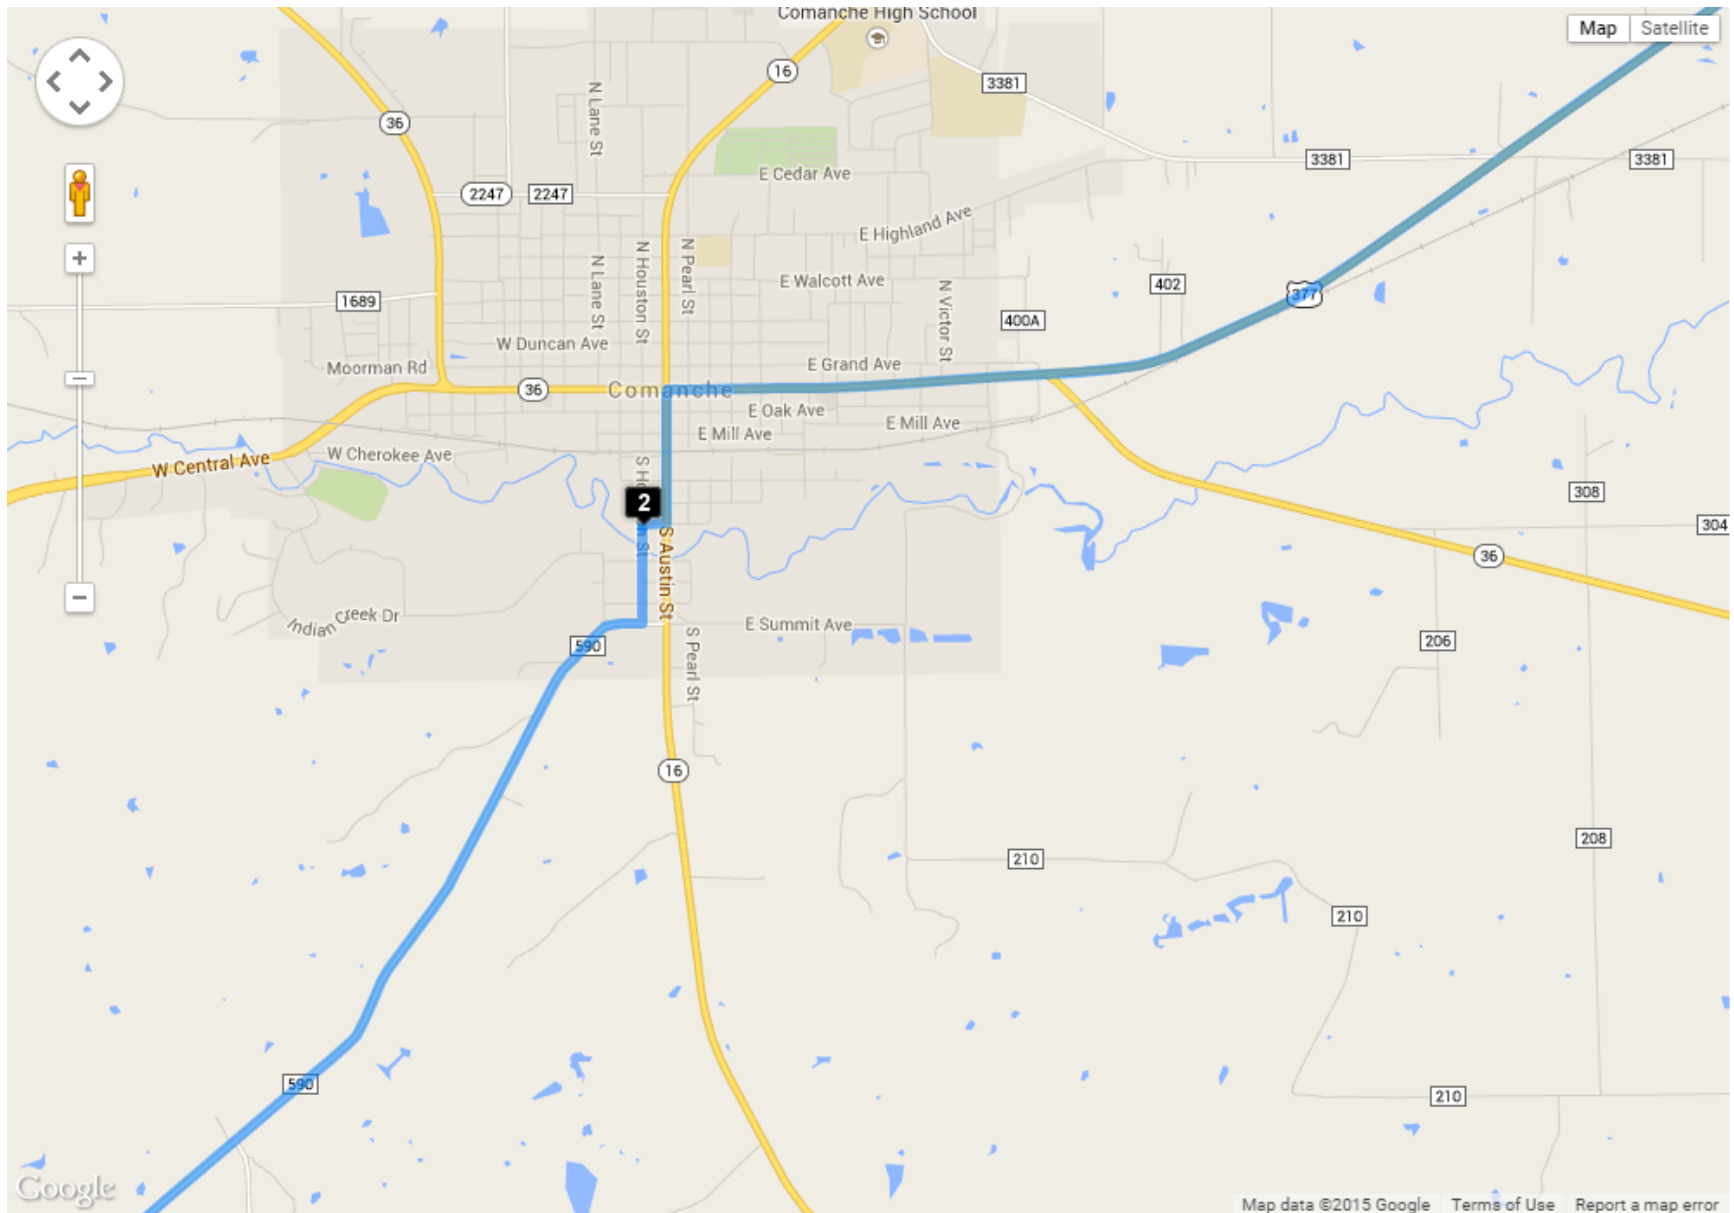 Comanche High School
Map
Satellite
16
3381
36
N Lane St
3381
3381
E Cedar Ave
2247
2247
E Highland Ave
N Houston St
N Pearl St
N Lane St
E Walcott Ave
N Victor St
402
377
1689
400A
W Duncan Ave
Moorman Rd
E Grand Ave
36
Comanche
E Oak Ave
E Mill Ave
E Mill Ave
W Cherokee Ave
W Central Ave
2
308
304
S Austin St
36
Indian Creek Dr
E Summit Ave
590
S Pearl St
206
16
208
210
210
590
210
Google
Map data ©2015 Google
Terms of Use
Report a map error